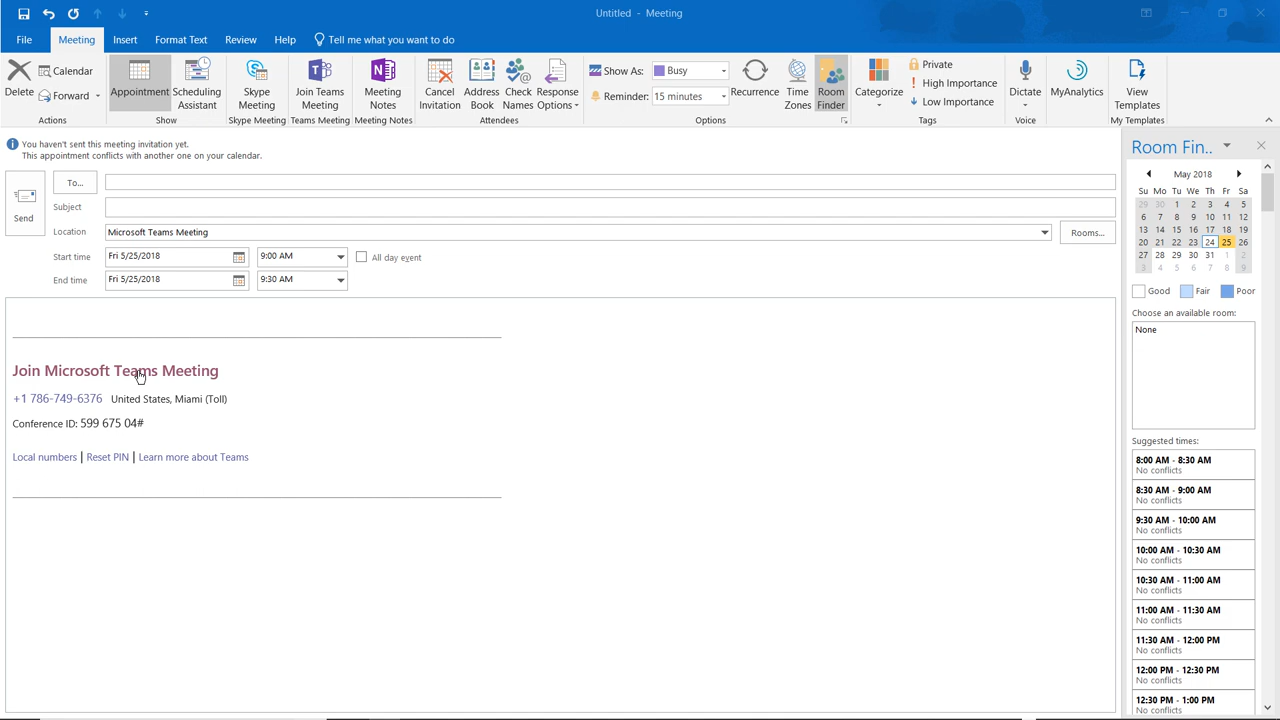 Untitled - Meeting
File Meeting Insert Format Text Review Help Tell me what you want to do
Delete
Calendar
Forward
Actions
Appointment
Scheduling Assistant
Show
Skype Meeting
Skype Meeting
Join Teams Meeting
Teams Meeting
Meeting Notes
Meeting Notes
Cancel Invitation
Address Book
Check Names
Response Options
Attendees
Show As: Busy
Reminder: 15 minutes
Recurrence
Time Zones
Room Finder
Options
Categorize
Private
High Importance
Low Importance
Tags
Dictate
Voice
MyAnalytics
View Templates
My Templates
You haven't sent this meeting invitation yet.
This appointment conflicts with another one on your calendar.
Send
To...
Subject
Location Microsoft Teams Meeting Rooms...
Start time Fri 5/25/2018 9:00 AM All day event
End time Fri 5/25/2018 9:30 AM
Join Microsoft Teams Meeting
+1 786-749-6376 United States, Miami (Toll)
Conference ID: 599 675 04#
Local numbers | Reset PIN | Learn more about Teams
Room Fin..
May 2018
Su Mo Tu We Th Fr Sa
29 30 1 2 3 4 5
6 7 8 9 10 11 12
13 14 15 16 17 18 19
20 21 22 23 24 25 26
27 28 29 30 31 1 2
3 4 5 6 7 8 9
Good Fair Poor
Choose an available room:
None
Suggested times:
8:00 AM - 8:30 AM
No conflicts
8:30 AM - 9:00 AM
No conflicts
9:30 AM - 10:00 AM
No conflicts
10:00 AM - 10:30 AM
No conflicts
10:30 AM - 11:00 AM
No conflicts
11:00 AM - 11:30 AM
No conflicts
11:30 AM - 12:00 PM
No conflicts
12:00 PM - 12:30 PM
No conflicts
12:30 PM - 1:00 PM
No conflicts